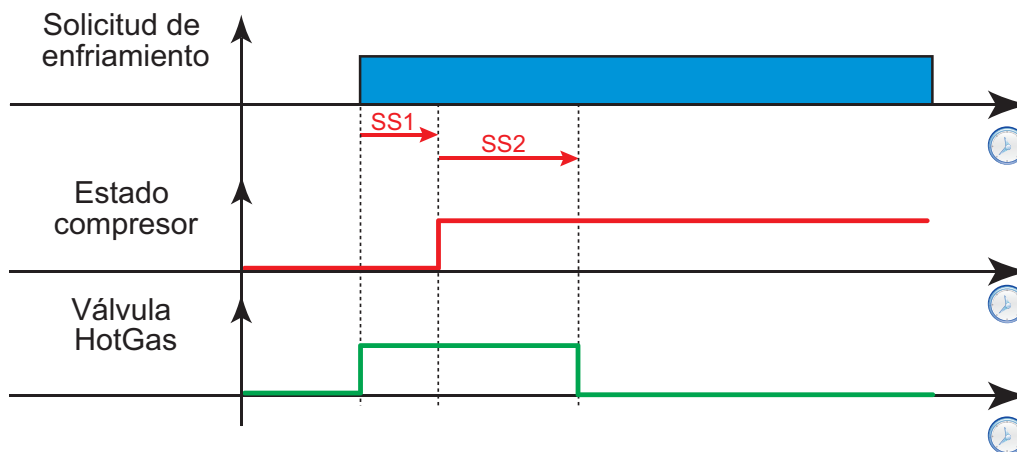 Solicitud de
enfriamiento
SS1
SS2
Estado
compresor
Válvula
HotGas